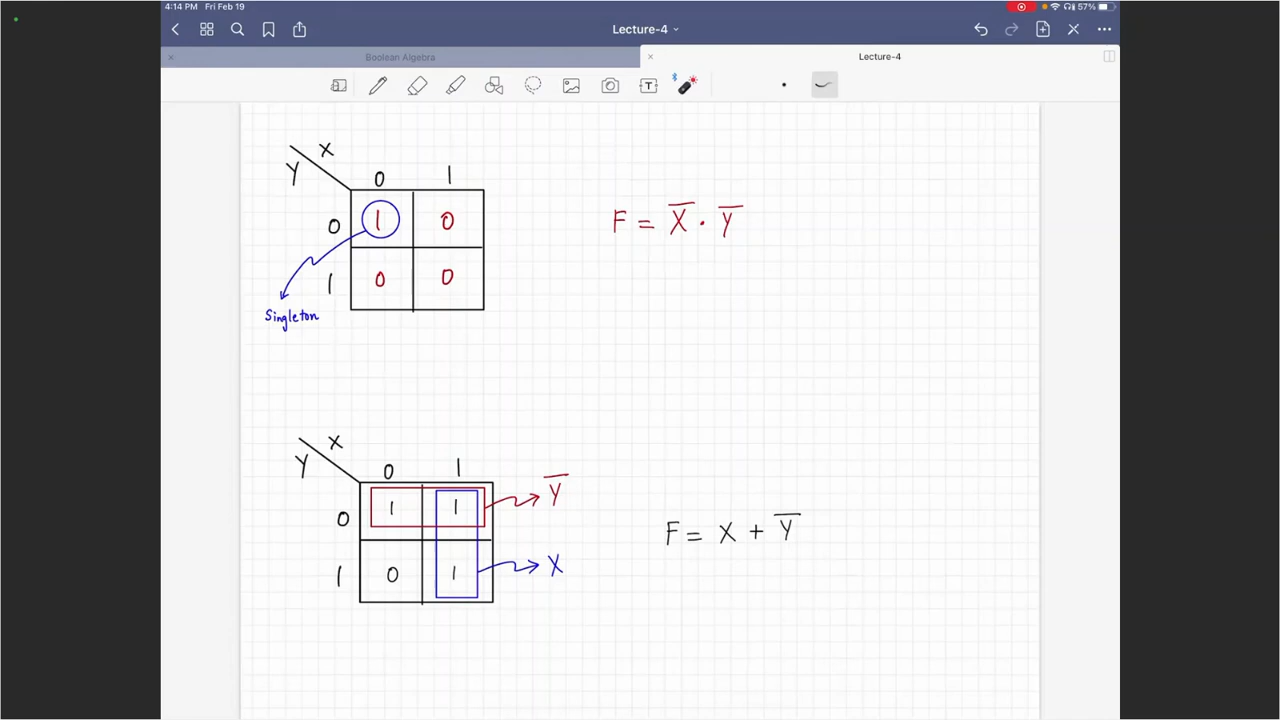 4:14 PM Fri Feb 19
57%
Lecture-4
Boolean Algebra
Lecture-4
T
X
Y
0 1
0 1 0
1 0 0
Singleton
F = X̅ · Y̅
X
Y
0 1
0 1 1
1 0 1
Y̅
X
F = X + Y̅